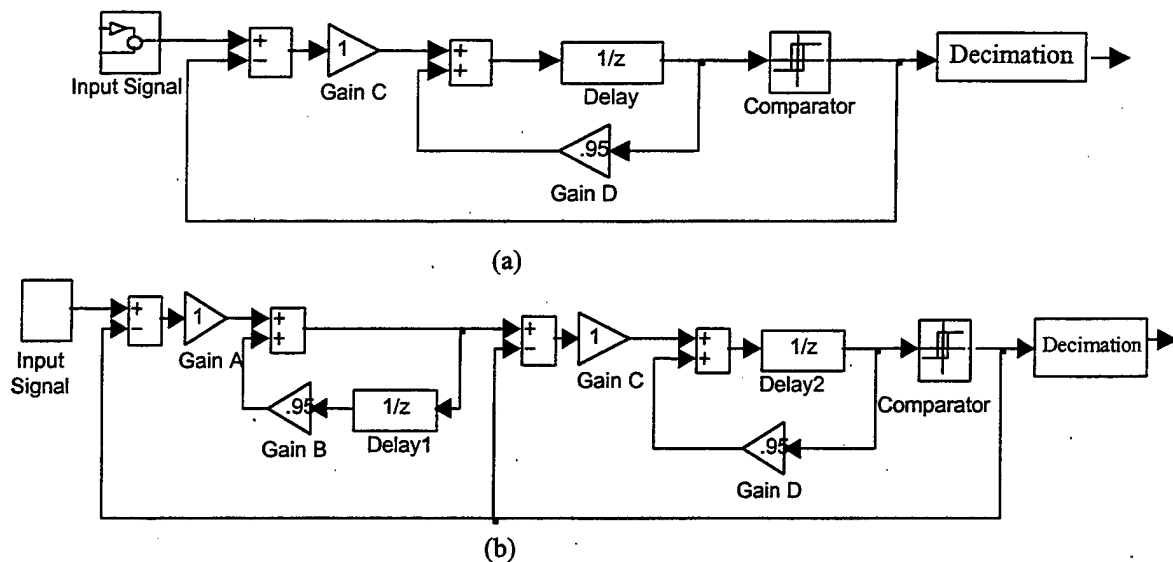 +
−
1
+
+
1/z
Decimation
Input Signal
Gain C
Delay
Comparator
.95
Gain D
(a)
+
−
1
+
+
+
−
1
+
+
1/z
Decimation
Input
Signal
Gain A
Gain C
Delay2
Comparator
.95
1/z
Gain B
Delay1
.95
Gain D
(b)